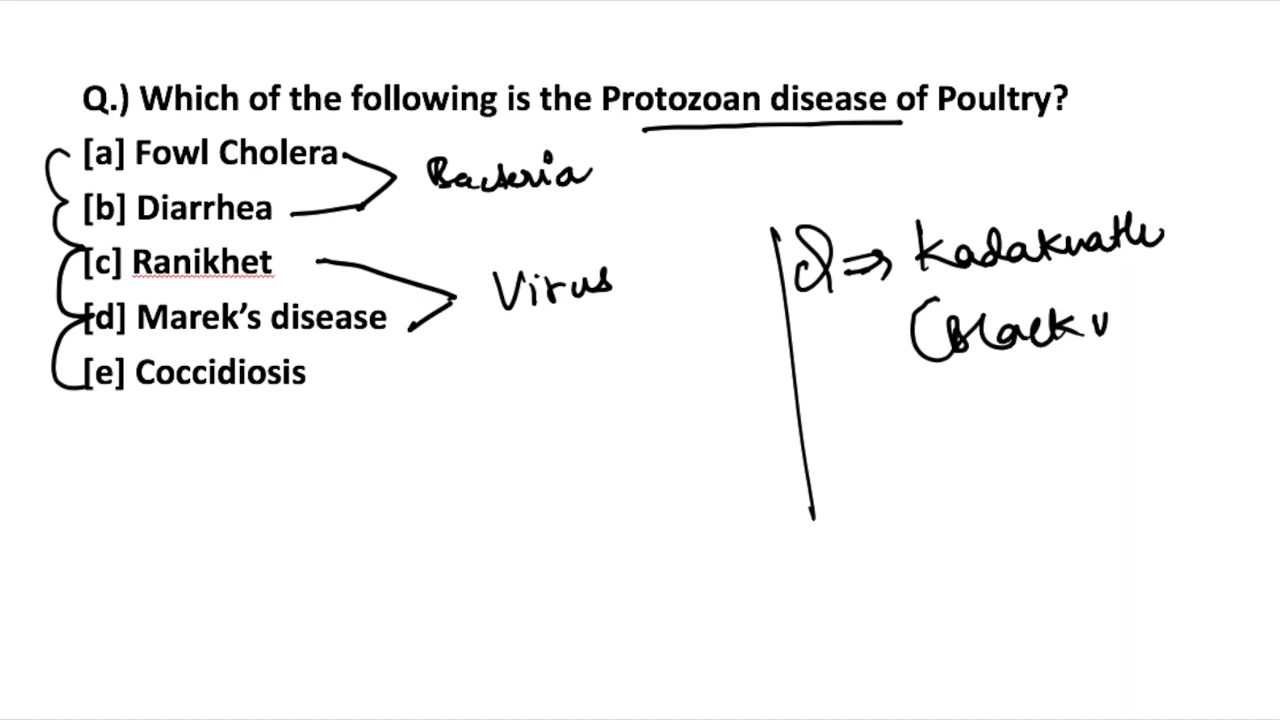 Q.) Which of the following is the Protozoan disease of Poultry?
[a] Fowl Cholera
[b] Diarrhea
[c] Ranikhet
[d] Marek's disease
[e] Coccidiosis
Bacteria
Virus
Q ⇒ Kadaknath
(Black